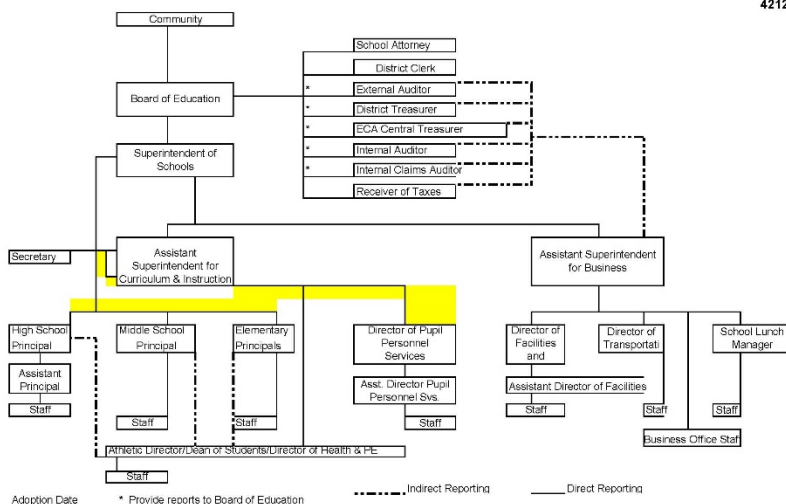 4212
Community
School Attorney
District Clerk
Board of Education
* External Auditor
* District Treasurer
* ECA Central Treasurer
Superintendent of
Schools
* Internal Auditor
* Internal Claims Auditor
Receiver of Taxes
Secretary
Assistant
Superintendent for
Curriculum & Instruction
Assistant Superintendent
for Business
High School
Principal
Middle School
Principal
Elementary
Principals
Director of Pupil
Personnel
Services
Director of
Facilities
and
Director of
Transportati
School Lunch
Manager
Assistant
Principal
Asst. Director Pupil
Personnel Svs.
Assistant Director of Facilities
Staff
Staff
Staff
Staff
Staff
Staff
Staff
Business Office Staff
Athletic Director/Dean of Students/Director of Health & PE
Staff
Adoption Date
* Provide reports to Board of Education
Indirect Reporting
Direct Reporting